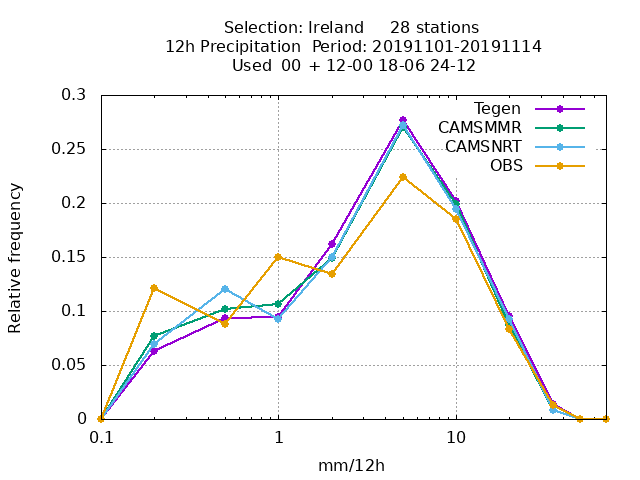 Selection: Ireland 28 stations
12h Precipitation Period: 20191101-20191114
Used 00 + 12-00 18-06 24-12
Relative frequency
0.3
0.25
0.2
0.15
0.1
0.05
0
0.1 1 10
mm/12h
Tegen
CAMSMMR
CAMSNRT
OBS